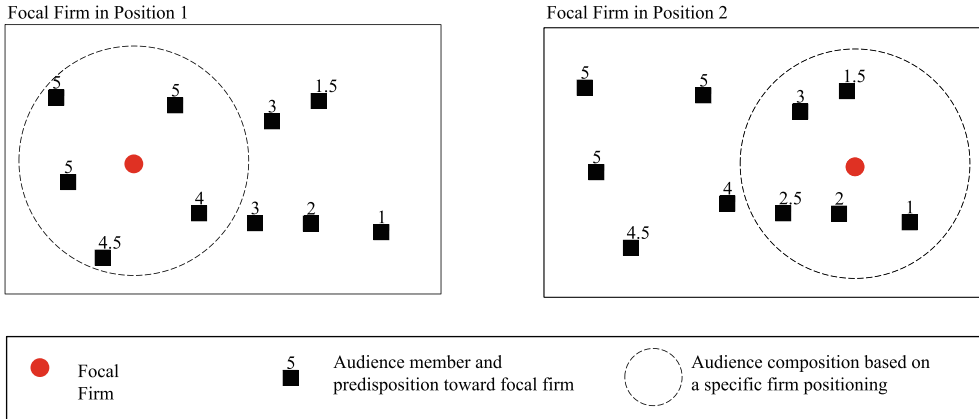 Focal Firm in Position 1
5
5
1.5
3
5
4
3
2
1
4.5
Focal Firm in Position 2
5
5
1.5
3
5
4
2.5
2
1
4.5
Focal
Firm
5
Audience member and
predisposition toward focal firm
Audience composition based on
a specific firm positioning